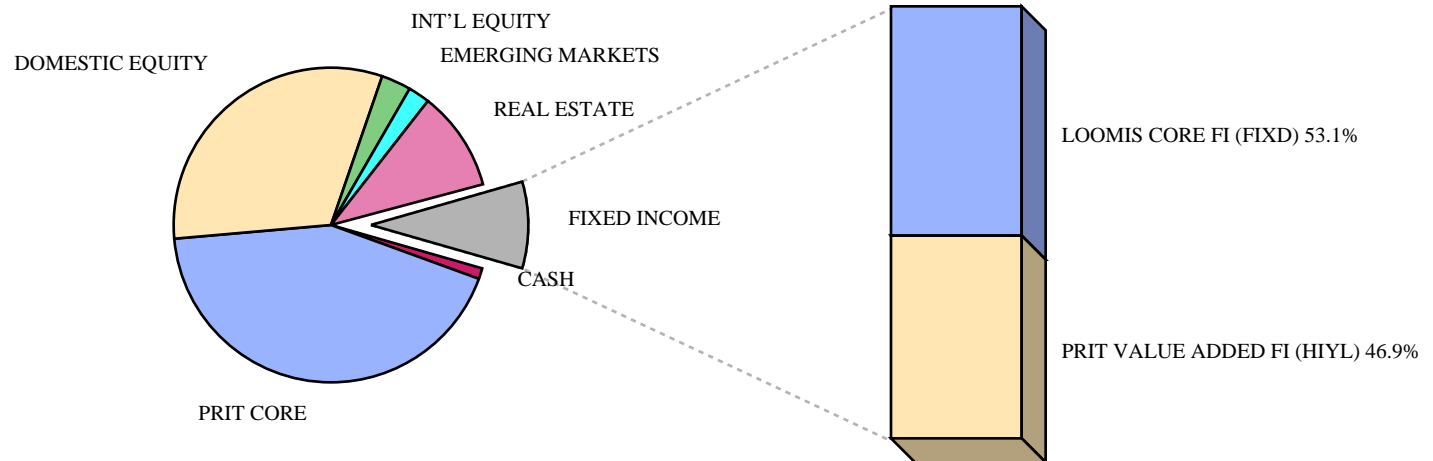 INT'L EQUITY
EMERGING MARKETS
DOMESTIC EQUITY
REAL ESTATE
LOOMIS CORE FI (FIXD) 53.1%
FIXED INCOME
CASH
PRIT VALUE ADDED FI (HIYL) 46.9%
PRIT CORE